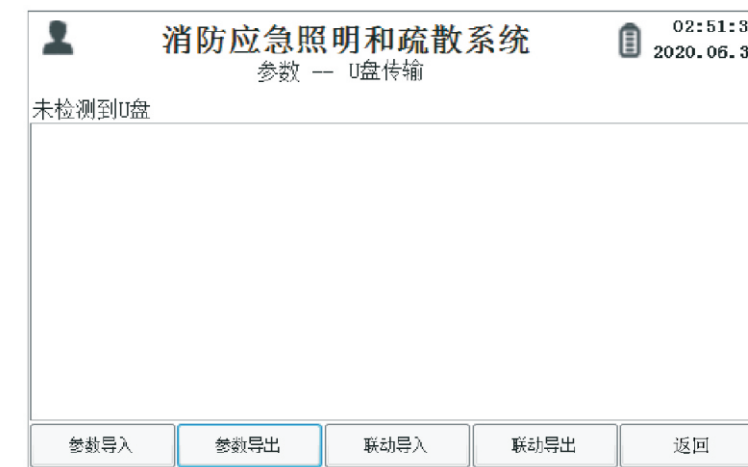 消防应急照明和疏散系统
02:51:3
参数 -- U盘传输
2020.06.3
未检测到U盘
参数导入
参数导出
联动导入
联动导出
返回